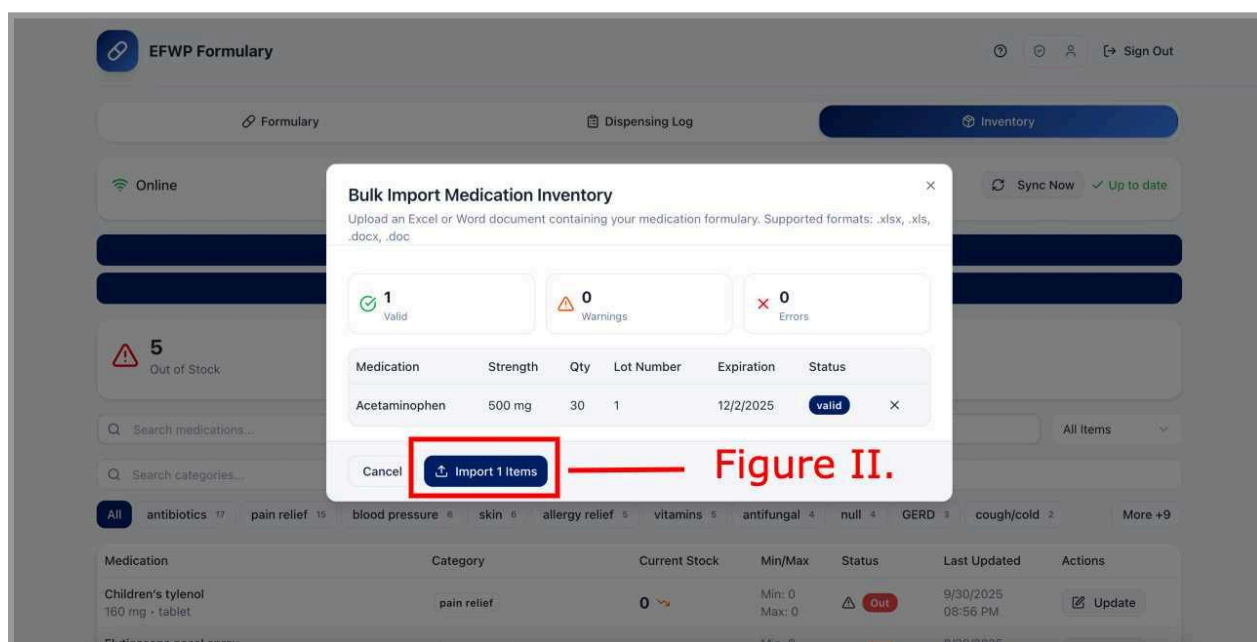 EFWP Formulary
Sign Out
Formulary
Dispensing Log
Inventory
Online
Sync Now
Up to date
Bulk Import Medication Inventory
Upload an Excel or Word document containing your medication formulary. Supported formats: .xlsx, .xls,
.docx, .doc
1
Valid
0
Warnings
0
Errors
5
Out of Stock
Medication Strength Qty Lot Number Expiration Status
Acetaminophen 500 mg 30 1 12/2/2025 valid
Search medications...
All Items
Cancel
Import 1 Items
Figure II.
Search categories...
All antibiotics 17 pain relief 15 blood pressure 6 skin 6 allergy relief 5 vitamins 5 antifungal 4 null 4 GERD 3 cough/cold 2 More +9
Medication Category Current Stock Min/Max Status Last Updated Actions
Children's tylenol
160 mg • tablet
pain relief
0
Min: 0
Max: 0
Out
9/30/2025
08:56 PM
Update